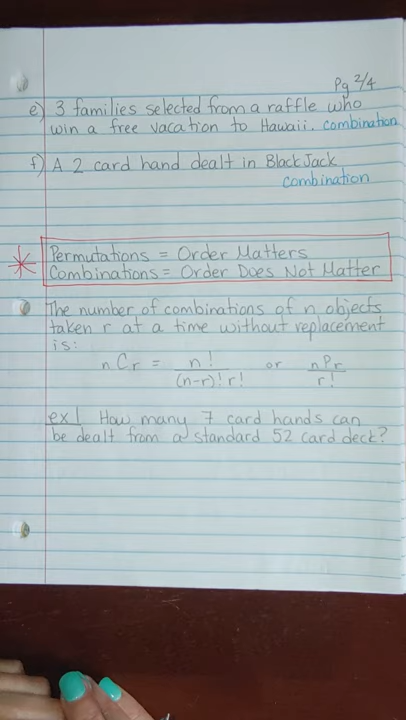 Pg 2/4
e) 3 families selected from a raffle who
win a free vacation to Hawaii. combination
f) A 2 card hand dealt in Black Jack
combination
* Permutations = Order Matters
Combinations = Order Does Not Matter
The number of combinations of n objects
taken r at a time without replacement
is:
nCr = n!/(n-r)! r! or nPr/r!
ex1 How many 7 card hands can
be dealt from a standard 52 card deck?